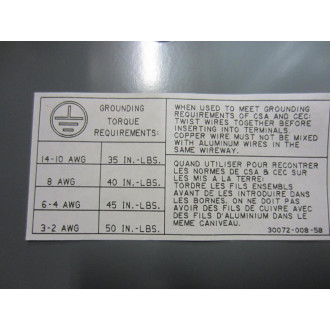 GROUNDING
TORQUE
REQUIREMENTS:
14-10 AWG 35 IN.-LBS.
8 AWG 40 IN.-LBS.
6-4 AWG 45 IN.-LBS.
3-2 AWG 50 IN.-LBS.
WHEN USED TO MEET GROUNDING
REQUIREMENTS OF CSA AND CEC:
TWIST WIRES TOGETHER BEFORE
INSERTING INTO TERMINALS.
COPPER WIRE MUST NOT BE MIXED
WITH ALUMINUM WIRES IN THE
SAME WIREWAY.
QUAND UTILISER POUR RECONTRER
LES NORMES DE CSA & CEC SUR
LES MIS A LA TERRE:
TORDRE LES FILS ENSEMBLE
AVANT DE LES INTRODUIRE DANS
LES BORNES. ON NE DOIT PAS
AVOIR DES FILS DE CUIVRE AVEC
DES FILS D'ALUMINIUM DANS LE
MEME CANIVEAU.
30072-008-58